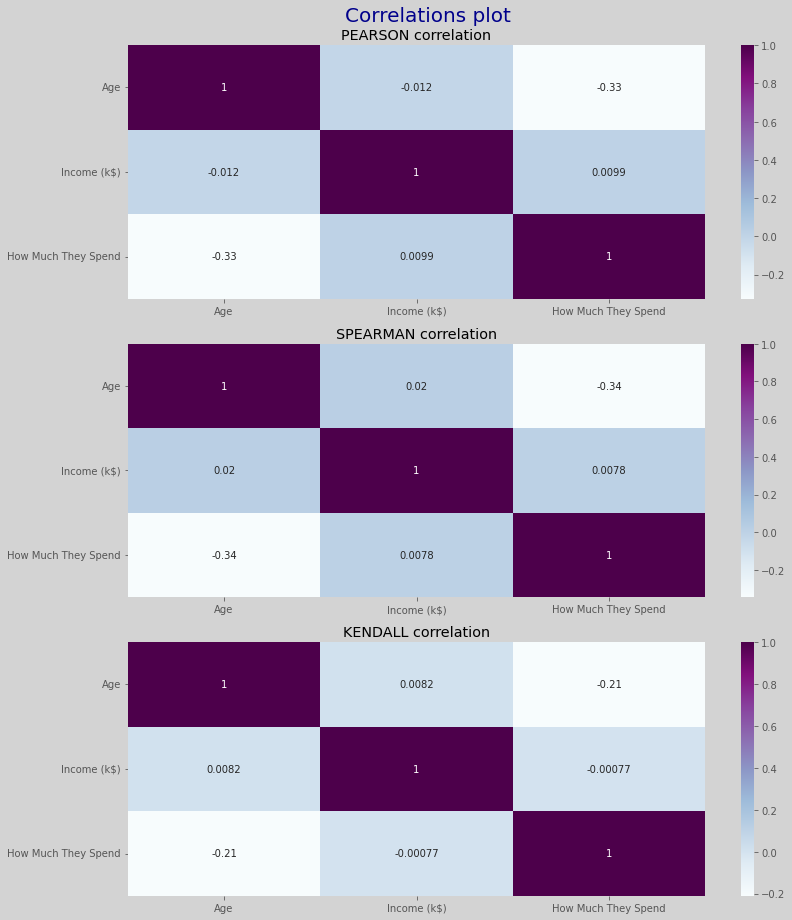 Correlations plot
PEARSON correlation
Age 1 -0.012 -0.33
Income (k$) -0.012 1 0.0099
How Much They Spend -0.33 0.0099 1
Age Income (k$) How Much They Spend
1.0
0.8
0.6
0.4
0.2
0.0
−0.2
SPEARMAN correlation
Age 1 0.02 -0.34
Income (k$) 0.02 1 0.0078
How Much They Spend -0.34 0.0078 1
Age Income (k$) How Much They Spend
1.0
0.8
0.6
0.4
0.2
0.0
−0.2
KENDALL correlation
Age 1 0.0082 -0.21
Income (k$) 0.0082 1 -0.00077
How Much They Spend -0.21 -0.00077 1
Age Income (k$) How Much They Spend
1.0
0.8
0.6
0.4
0.2
0.0
−0.2